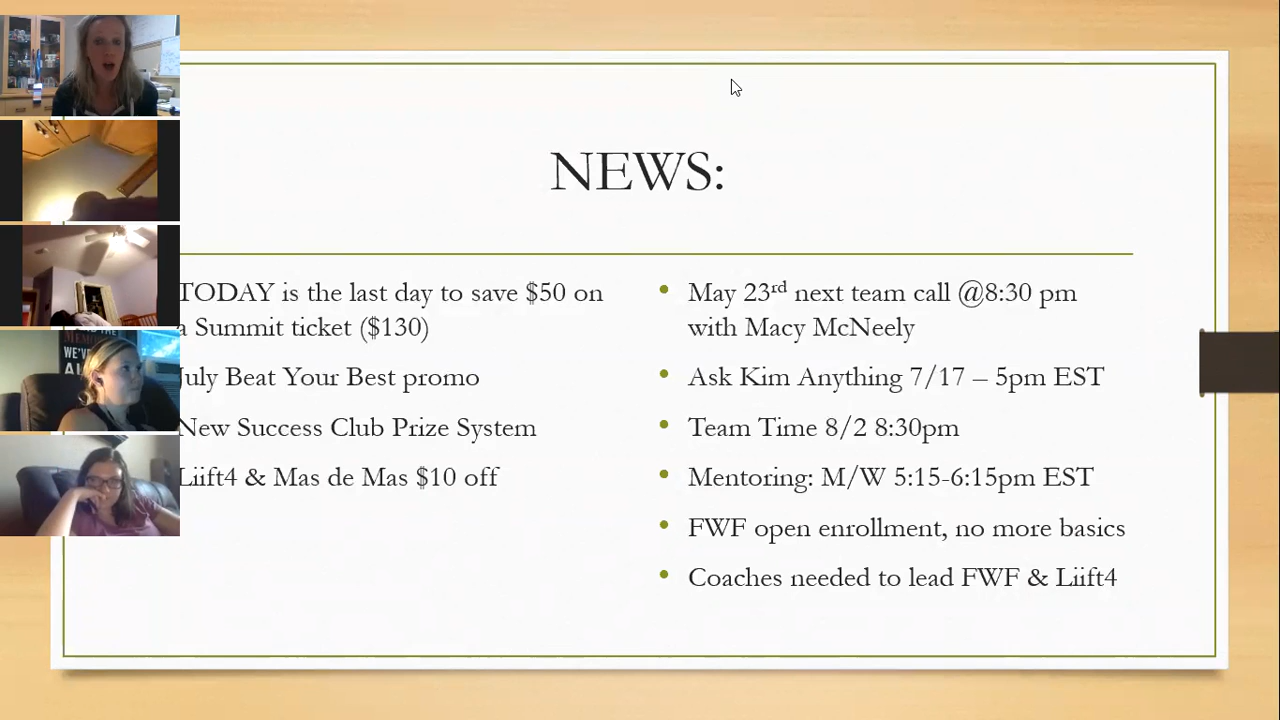 NEWS:
TODAY is the last day to save $50 on
a Summit ticket ($130)
July Beat Your Best promo
New Success Club Prize System
Liift4 & Mas de Mas $10 off
• May 23rd next team call @8:30 pm
with Macy McNeely
• Ask Kim Anything 7/17 – 5pm EST
• Team Time 8/2 8:30pm
• Mentoring: M/W 5:15-6:15pm EST
• FWF open enrollment, no more basics
• Coaches needed to lead FWF & Liift4
WE'V